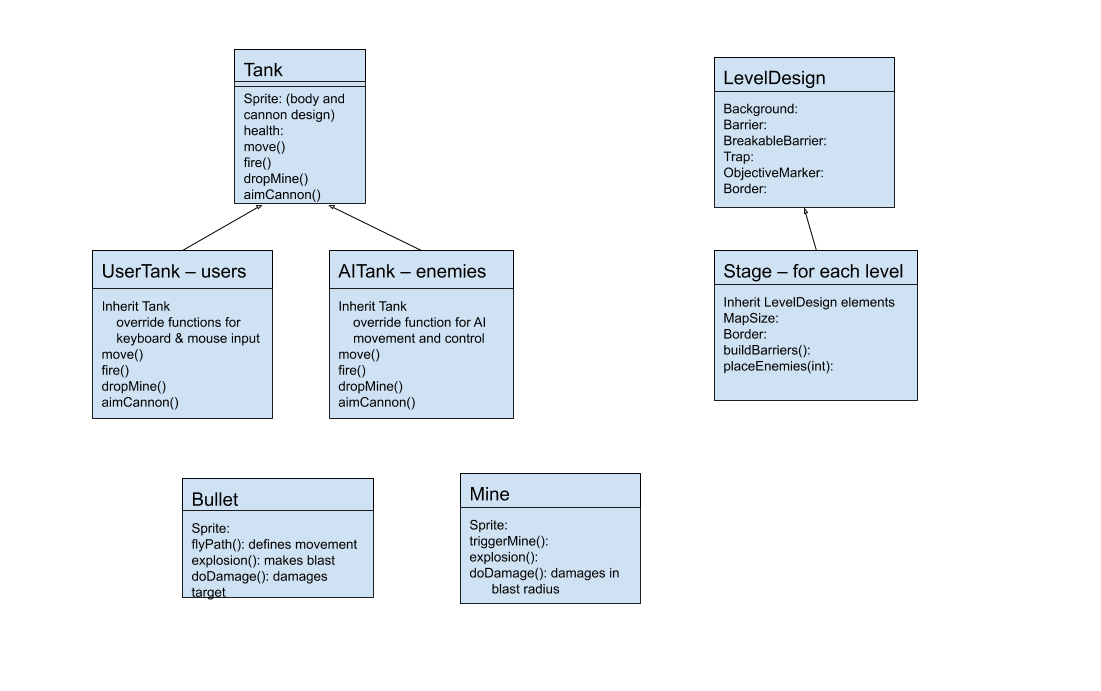 Tank
Sprite: (body and
cannon design)
health:
move()
fire()
dropMine()
aimCannon()
LevelDesign
Background:
Barrier:
BreakableBarrier:
Trap:
ObjectiveMarker:
Border:
UserTank – users
Inherit Tank
override functions for
keyboard & mouse input
move()
fire()
dropMine()
aimCannon()
AITank – enemies
Inherit Tank
override function for AI
movement and control
move()
fire()
dropMine()
aimCannon()
Stage – for each level
Inherit LevelDesign elements
MapSize:
Border:
buildBarriers():
placeEnemies(int):
Bullet
Sprite:
flyPath(): defines movement
explosion(): makes blast
doDamage(): damages
target
Mine
Sprite:
triggerMine():
explosion():
doDamage(): damages in
blast radius